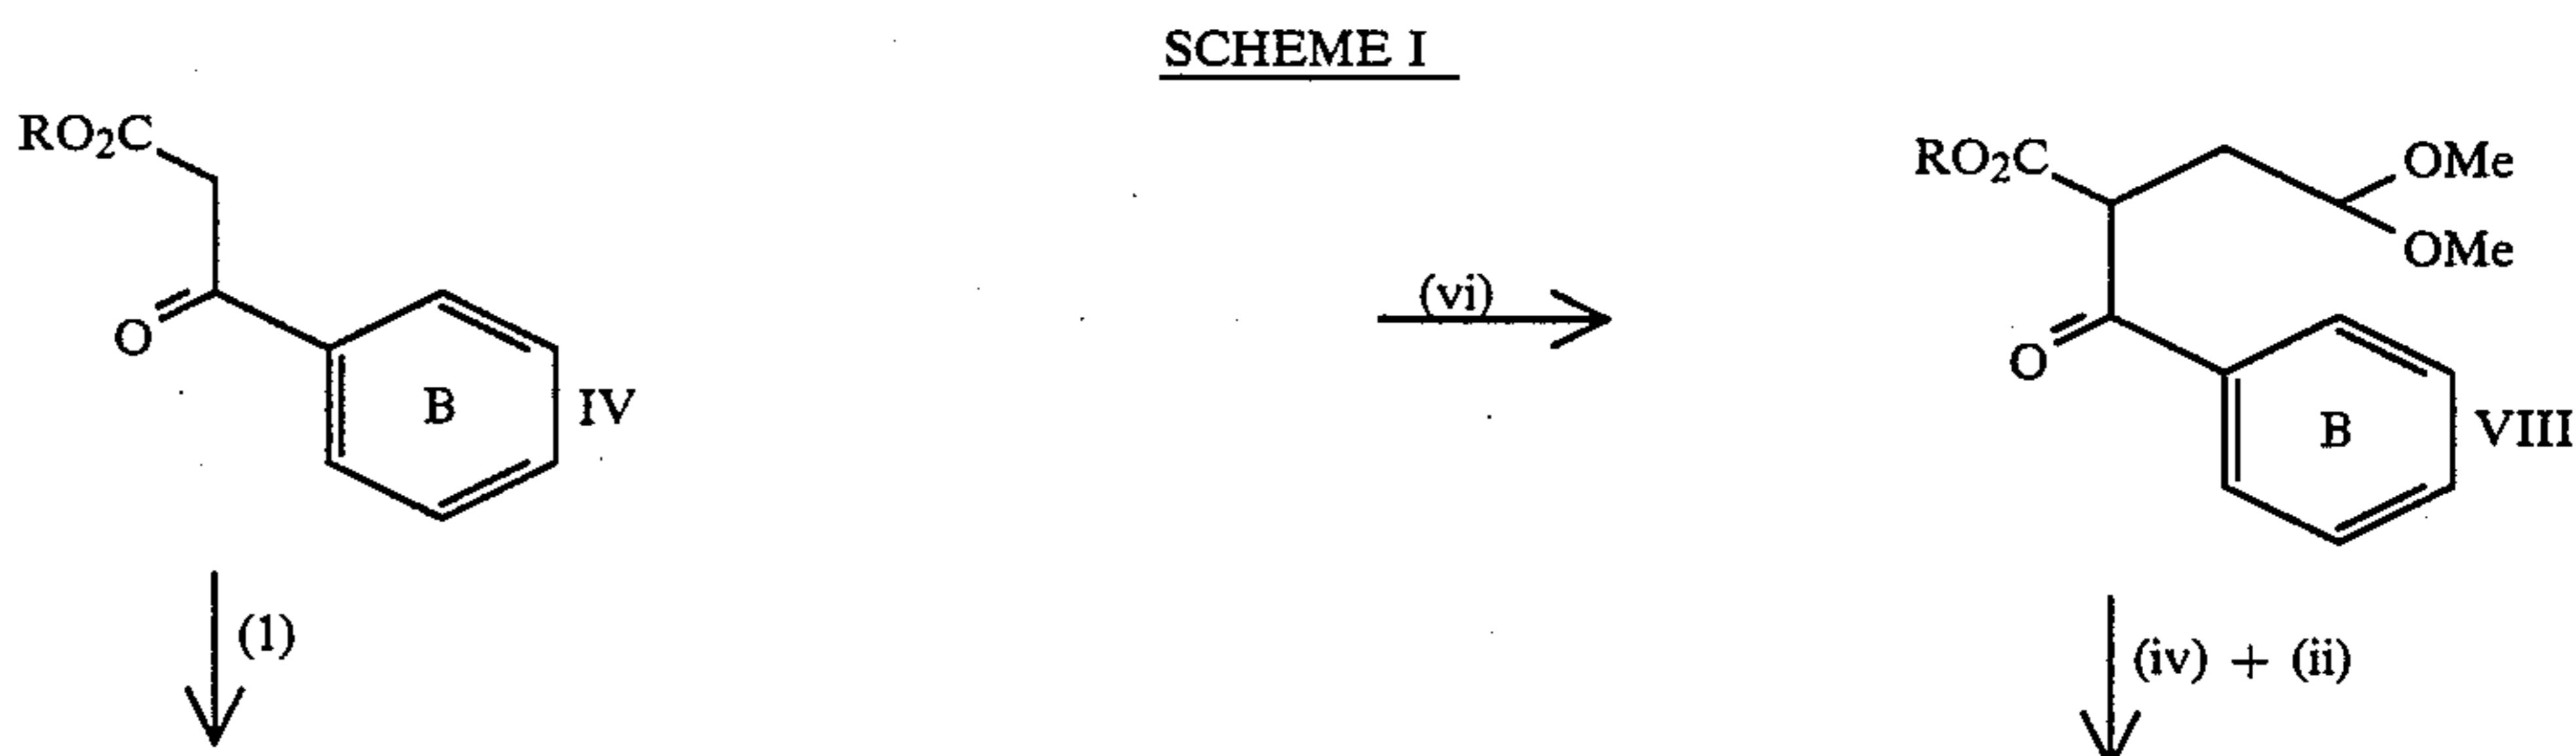 SCHEME I
RO₂C
O
B
IV
(vi)
RO₂C
OMe
OMe
O
B
VIII
(1)
(iv) + (ii)